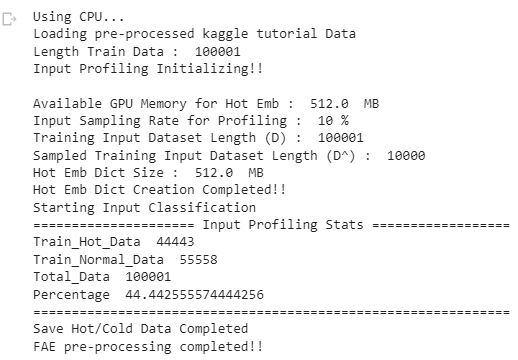 Using CPU...
Loading pre-processed kaggle tutorial Data
Length Train Data :  100001
Input Profiling Initializing!!
Available GPU Memory for Hot Emb :  512.0  MB
Input Sampling Rate for Profiling :  10 %
Training Input Dataset Length (D) :  100001
Sampled Training Input Dataset Length (D^) :  10000
Hot Emb Dict Size :  512.0  MB
Hot Emb Dict Creation Completed!!
Starting Input Classification
===================== Input Profiling Stats ==================
Train_Hot_Data  44443
Train_Normal_Data  55558
Total_Data  100001
Percentage  44.442555574444256
==============================================================
Save Hot/Cold Data Completed
FAE pre-processing completed!!